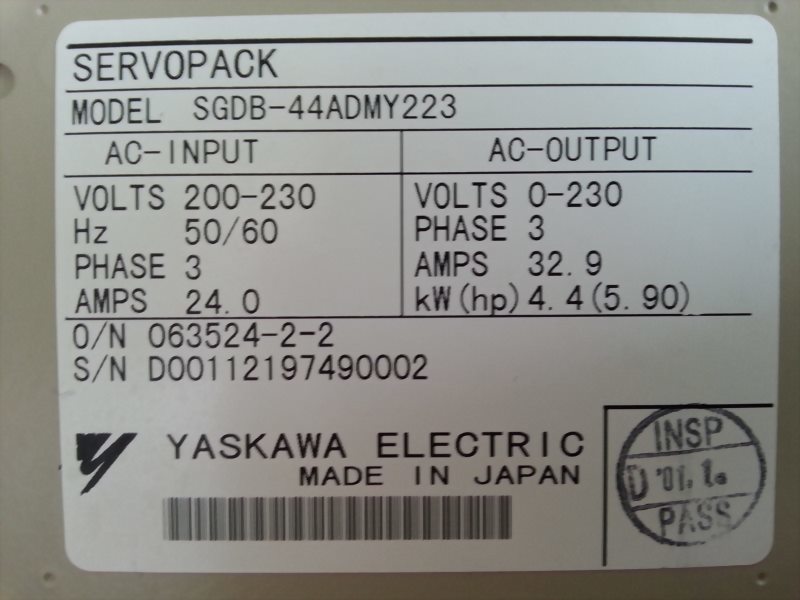 SERVOPACK
MODEL SGDB-44ADMY223
AC-INPUT
VOLTS 200-230
Hz 50/60
PHASE 3
AMPS 24.0
AC-OUTPUT
VOLTS 0-230
PHASE 3
AMPS 32.9
kW(hp) 4.4(5.90)
O/N 063524-2-2
S/N D00112197490002
YASKAWA ELECTRIC
MADE IN JAPAN
INSP
D '01.1.
PASS